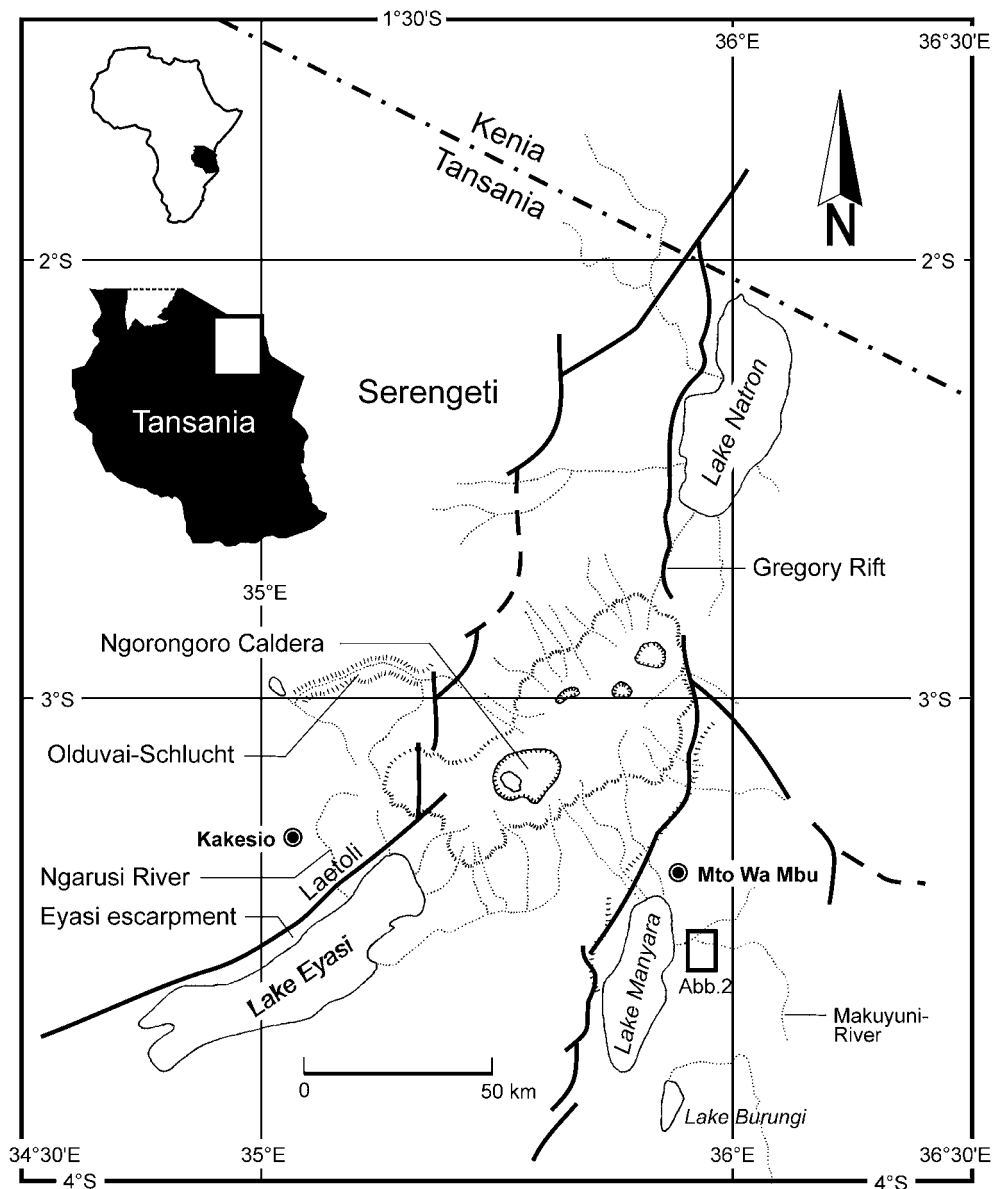 1°30'S
36°E
36°30'E
Kenia
Tansania
N
2°S
2°S
Tansania
Serengeti
Lake Natron
Gregory Rift
35°E
Ngorongoro Caldera
3°S
3°S
Olduvai-Schlucht
Kakesio
Laetoli
Ngarusi River
Mto Wa Mbu
Eyasi escarpment
Lake Eyasi
Lake Manyara
Abb.2
Makuyuni-
River
0
50 km
Lake Burungi
34°30'E
35°E
36°E
36°30'E
4°S
4°S